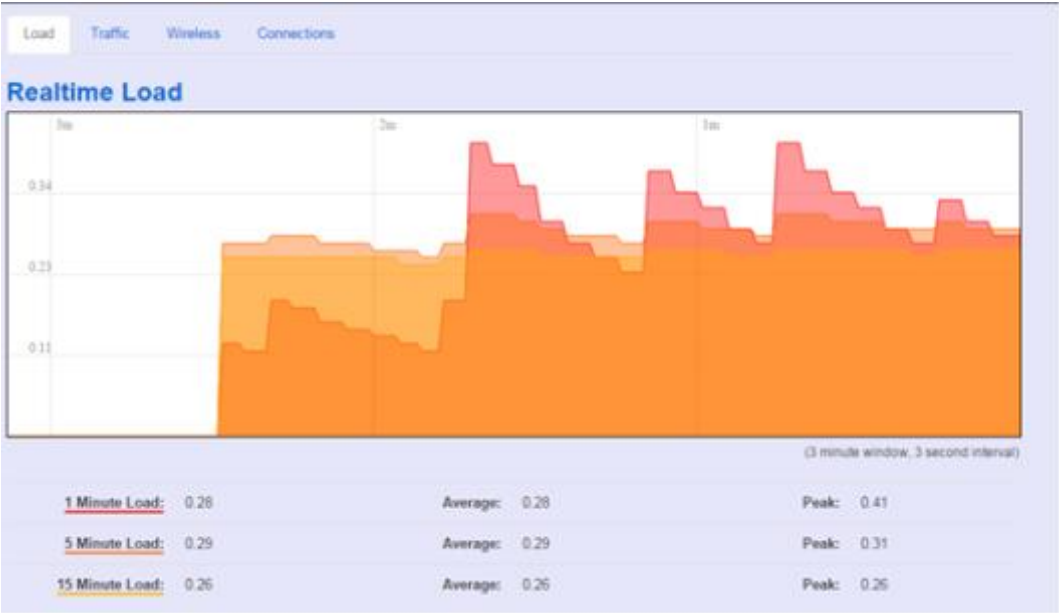 Load Traffic Wireless Connections
Realtime Load
3m 2m 1m
0.34
0.23
0.11
(3 minute window, 3 second interval)
1 Minute Load: 0.28 Average: 0.28 Peak: 0.41
5 Minute Load: 0.29 Average: 0.29 Peak: 0.31
15 Minute Load: 0.26 Average: 0.26 Peak: 0.26